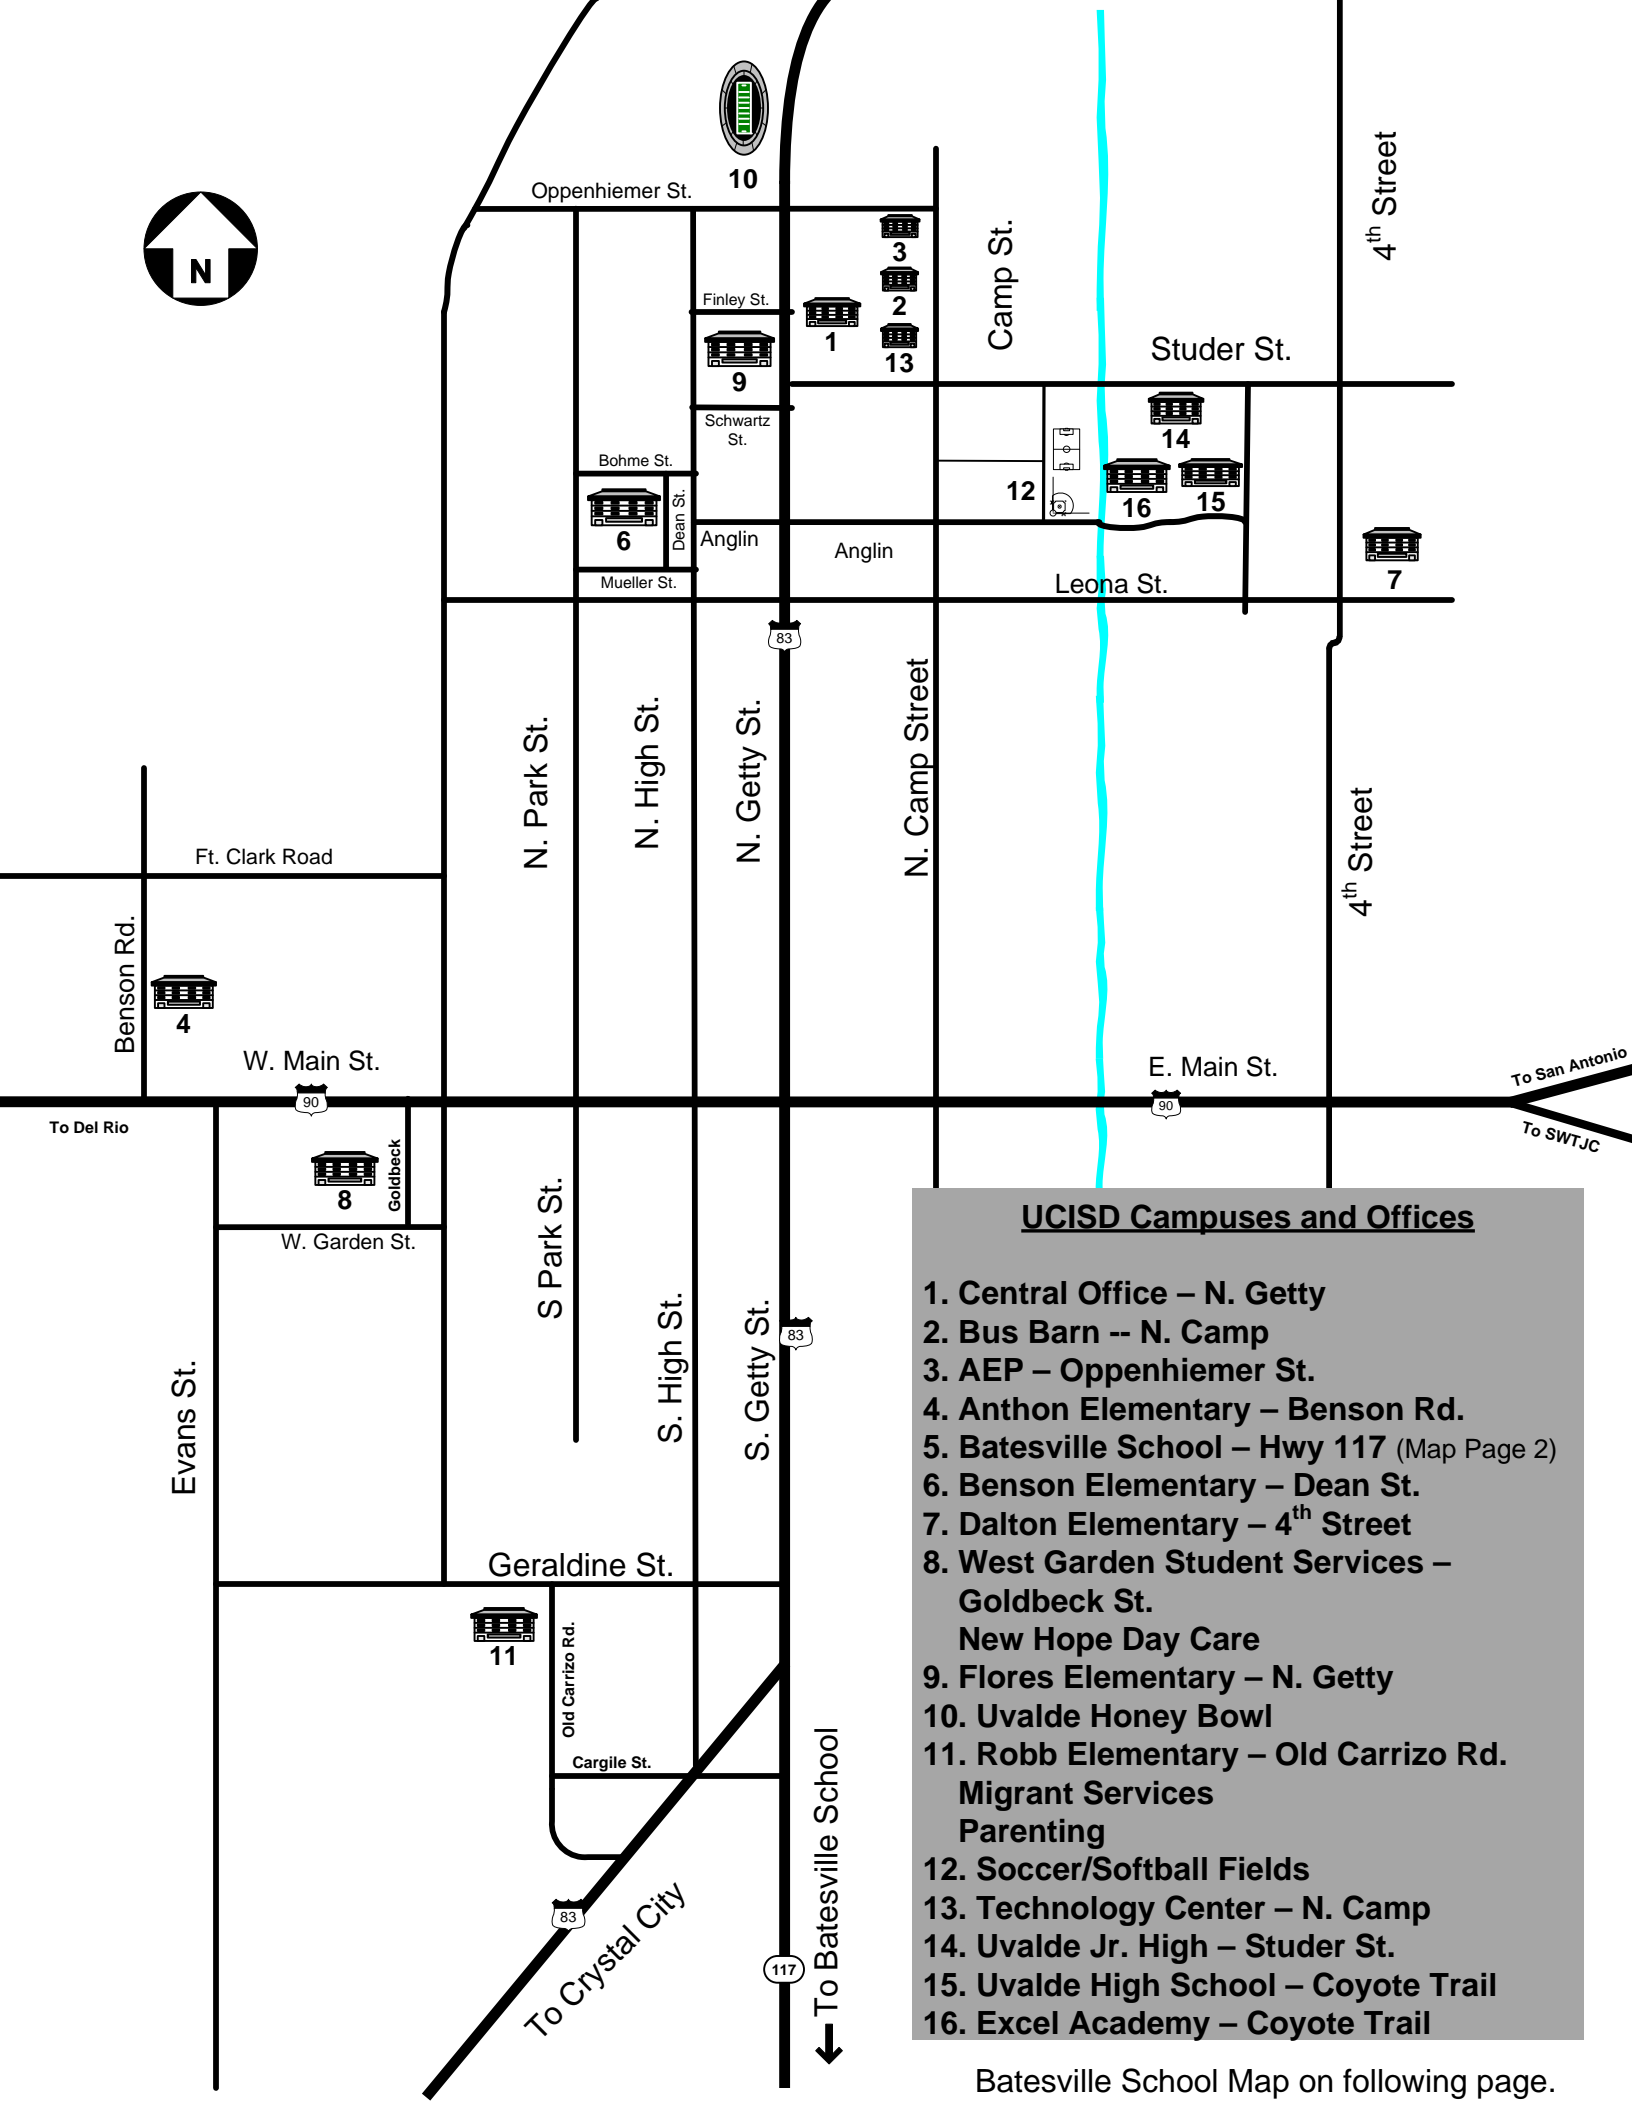 10
Oppenhiemer St.
4th Street
N
3
Camp St.
2
Finley St.
1
13
Studer St.
9
Schwartz
St.
14
Bohme St.
12
16
15
Dean St.
6
Anglin
Anglin
Mueller St.
Leona St.
7
83
N. Park St.
N. High St.
N. Getty St.
N. Camp Street
4th Street
Ft. Clark Road
Benson Rd.
4
W. Main St.
E. Main St.
To San Antonio
90
90
To Del Rio
To SWTJC
Goldbeck
8
W. Garden St.
S Park St.
S. High St.
S. Getty St.
83
Evans St.
Geraldine St.
11
Old Carrizo Rd.
Cargile St.
83
To Crystal City
117
To Batesville School
UCISD Campuses and Offices
1. Central Office – N. Getty
2. Bus Barn -- N. Camp
3. AEP – Oppenhiemer St.
4. Anthon Elementary – Benson Rd.
5. Batesville School – Hwy 117 (Map Page 2)
6. Benson Elementary – Dean St.
7. Dalton Elementary – 4th Street
8. West Garden Student Services –
Goldbeck St.
New Hope Day Care
9. Flores Elementary – N. Getty
10. Uvalde Honey Bowl
11. Robb Elementary – Old Carrizo Rd.
Migrant Services
Parenting
12. Soccer/Softball Fields
13. Technology Center – N. Camp
14. Uvalde Jr. High – Studer St.
15. Uvalde High School – Coyote Trail
16. Excel Academy – Coyote Trail
Batesville School Map on following page.